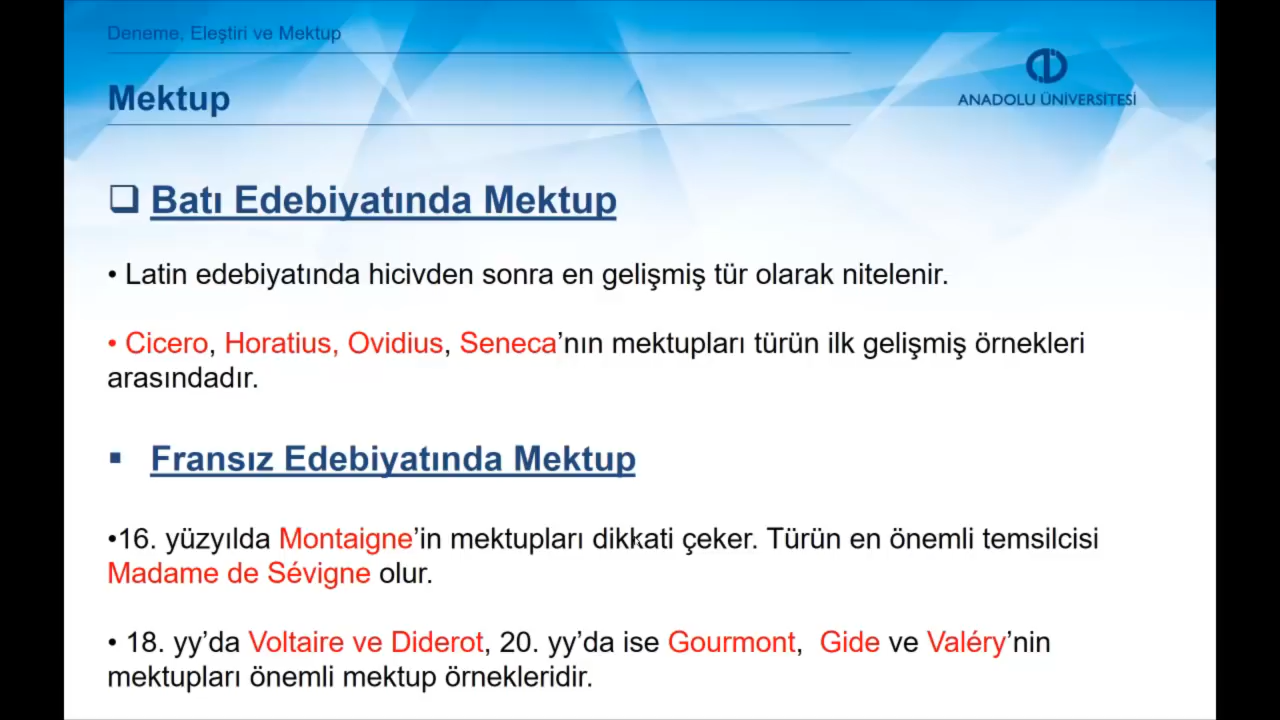 Deneme, Eleştiri ve Mektup
Mektup
ANADOLU ÜNİVERSİTESİ
Batı Edebiyatında Mektup
• Latin edebiyatında hicivden sonra en gelişmiş tür olarak nitelenir.
• Cicero, Horatius, Ovidius, Seneca’nın mektupları türün ilk gelişmiş örnekleri
arasındadır.
▪ Fransız Edebiyatında Mektup
•16. yüzyılda Montaigne’in mektupları dikkati çeker. Türün en önemli temsilcisi
Madame de Sévigne olur.
• 18. yy’da Voltaire ve Diderot, 20. yy’da ise Gourmont, Gide ve Valéry’nin
mektupları önemli mektup örnekleridir.